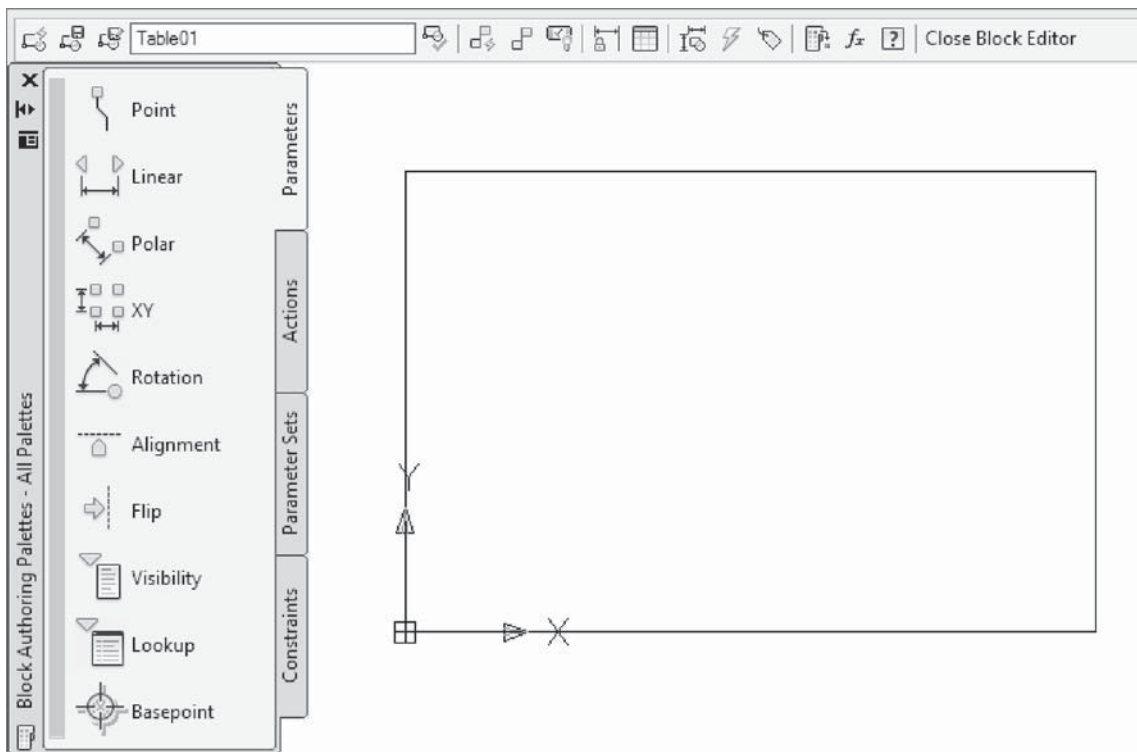 Table01
fx
?
Close Block Editor
Point
Linear
Polar
XY
Rotation
Alignment
Flip
Visibility
Lookup
Basepoint
Parameters
Actions
Parameter Sets
Constraints
Block Authoring Palettes - All Palettes
Y
X